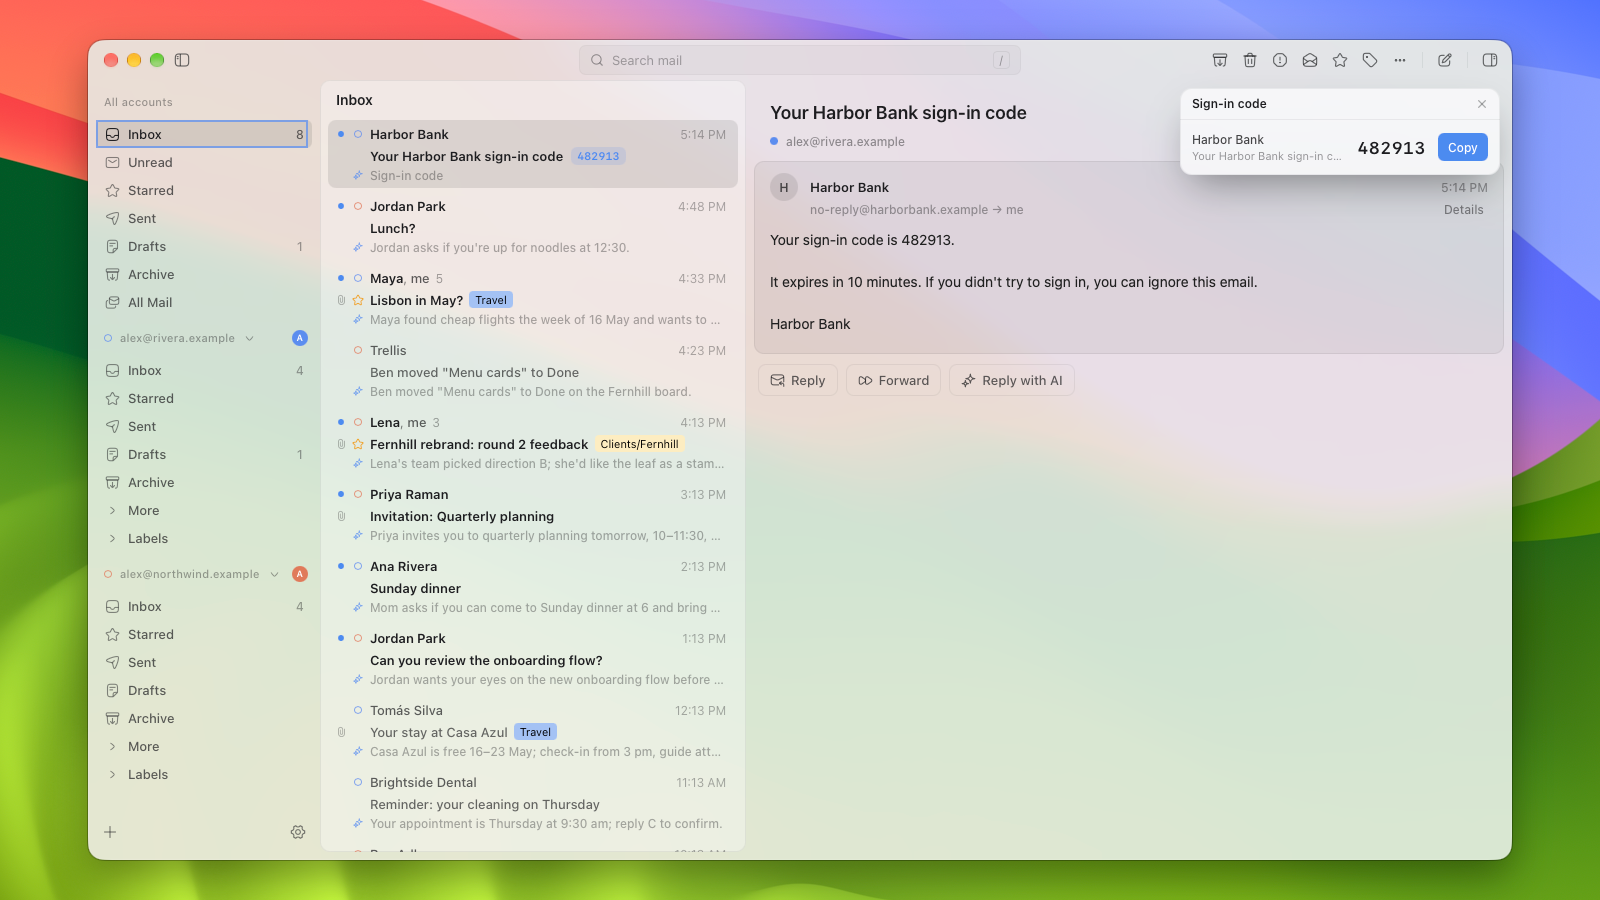 Search mail
/
All accounts
Inbox 8
Unread
Starred
Sent
Drafts 1
Archive
All Mail
alex@rivera.example A
Inbox 4
Starred
Sent
Drafts 1
Archive
More
Labels
alex@northwind.example A
Inbox 4
Starred
Sent
Drafts
Archive
More
Labels
Inbox
Harbor Bank 5:14 PM
Your Harbor Bank sign-in code 482913
Sign-in code
Jordan Park 4:48 PM
Lunch?
Jordan asks if you're up for noodles at 12:30.
Maya, me 5 4:33 PM
Lisbon in May? Travel
Maya found cheap flights the week of 16 May and wants to ...
Trellis 4:23 PM
Ben moved "Menu cards" to Done
Ben moved "Menu cards" to Done on the Fernhill board.
Lena, me 3 4:13 PM
Fernhill rebrand: round 2 feedback Clients/Fernhill
Lena's team picked direction B; she'd like the leaf as a stam...
Priya Raman 3:13 PM
Invitation: Quarterly planning
Priya invites you to quarterly planning tomorrow, 10–11:30, ...
Ana Rivera 2:13 PM
Sunday dinner
Mom asks if you can come to Sunday dinner at 6 and bring ...
Jordan Park 1:13 PM
Can you review the onboarding flow?
Jordan wants your eyes on the new onboarding flow before ...
Tomás Silva 12:13 PM
Your stay at Casa Azul Travel
Casa Azul is free 16–23 May; check-in from 3 pm, guide att...
Brightside Dental 11:13 AM
Reminder: your cleaning on Thursday
Your appointment is Thursday at 9:30 am; reply C to confirm.
Your Harbor Bank sign-in code
alex@rivera.example
H Harbor Bank 5:14 PM
no-reply@harborbank.example → me Details
Your sign-in code is 482913.
It expires in 10 minutes. If you didn't try to sign in, you can ignore this email.
Harbor Bank
Reply Forward Reply with AI
Sign-in code
Harbor Bank
Your Harbor Bank sign-in c...
482913 Copy